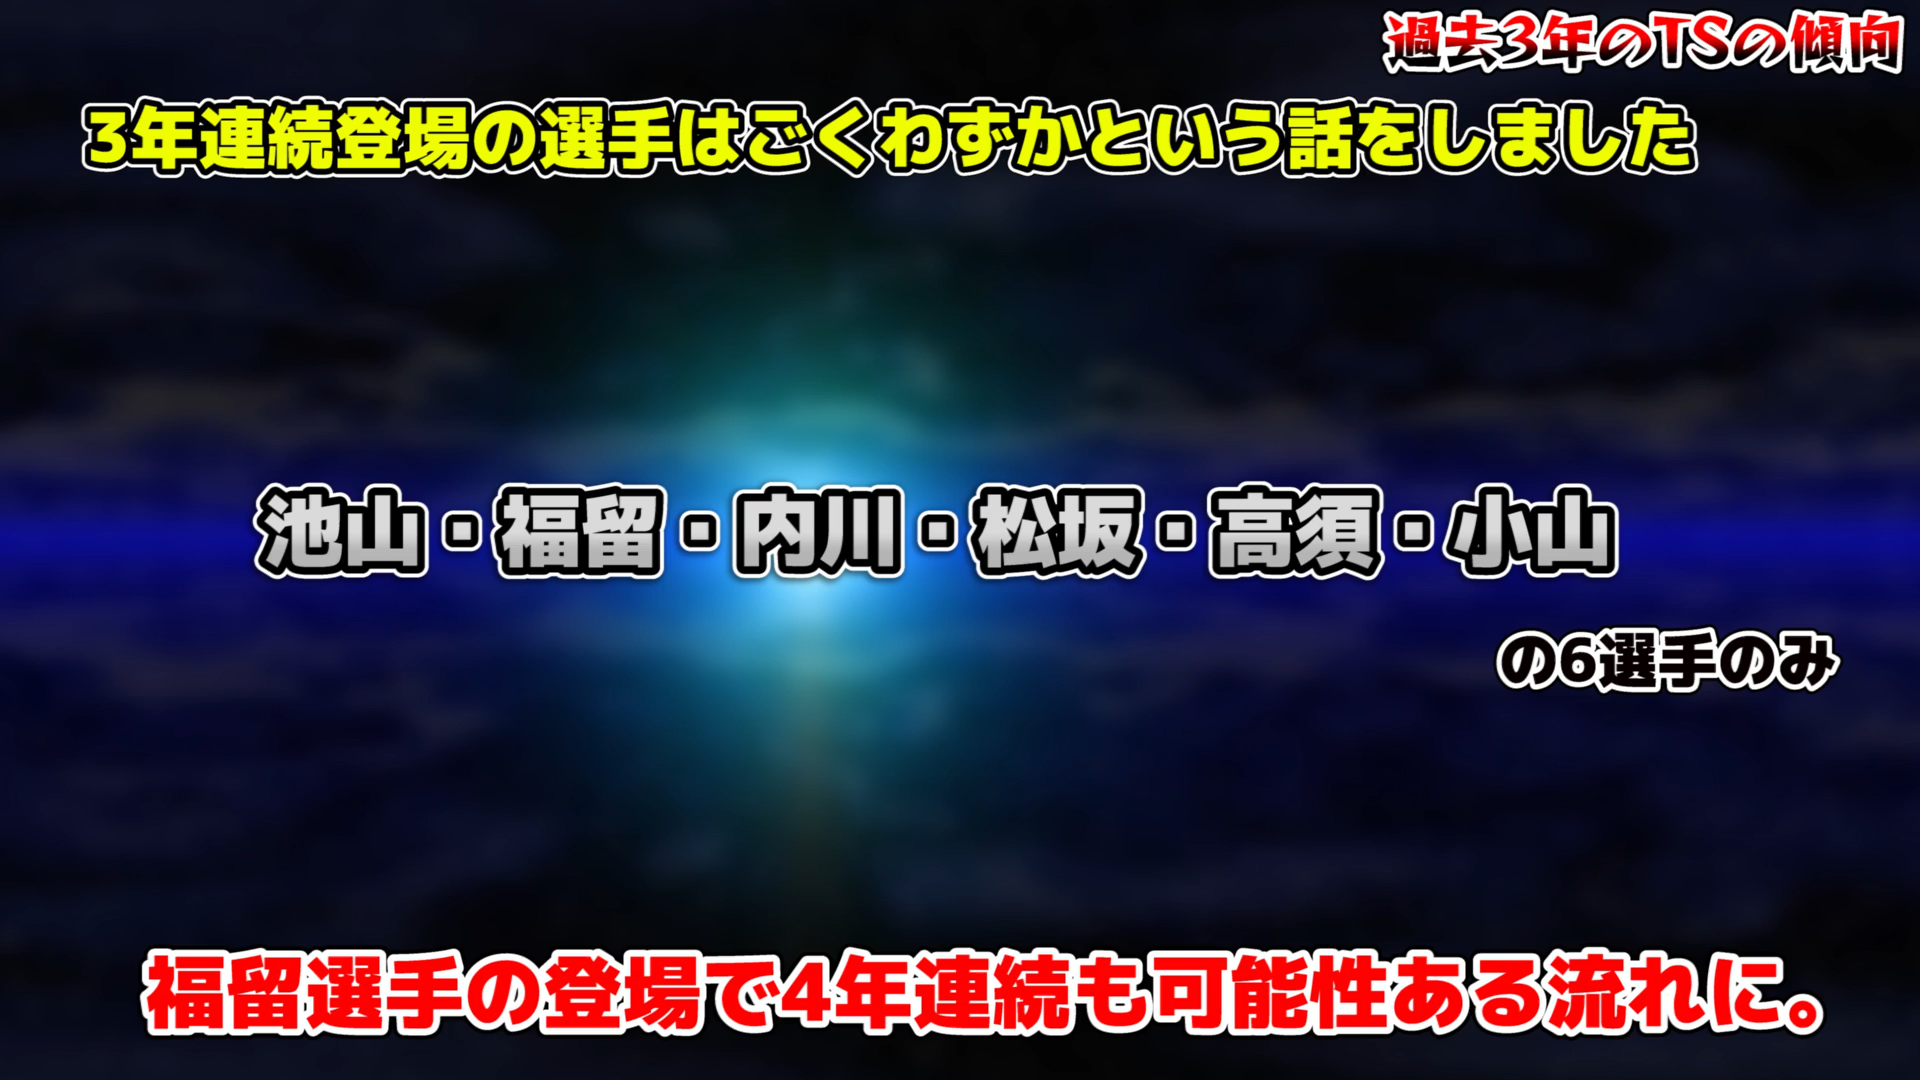 過去3年のTSの傾向
3年連続登場の選手はごくわずかという話をしました
池山・福留・内川・松坂・高須・小山
の6選手のみ
福留選手の登場で4年連続も可能性ある流れに。